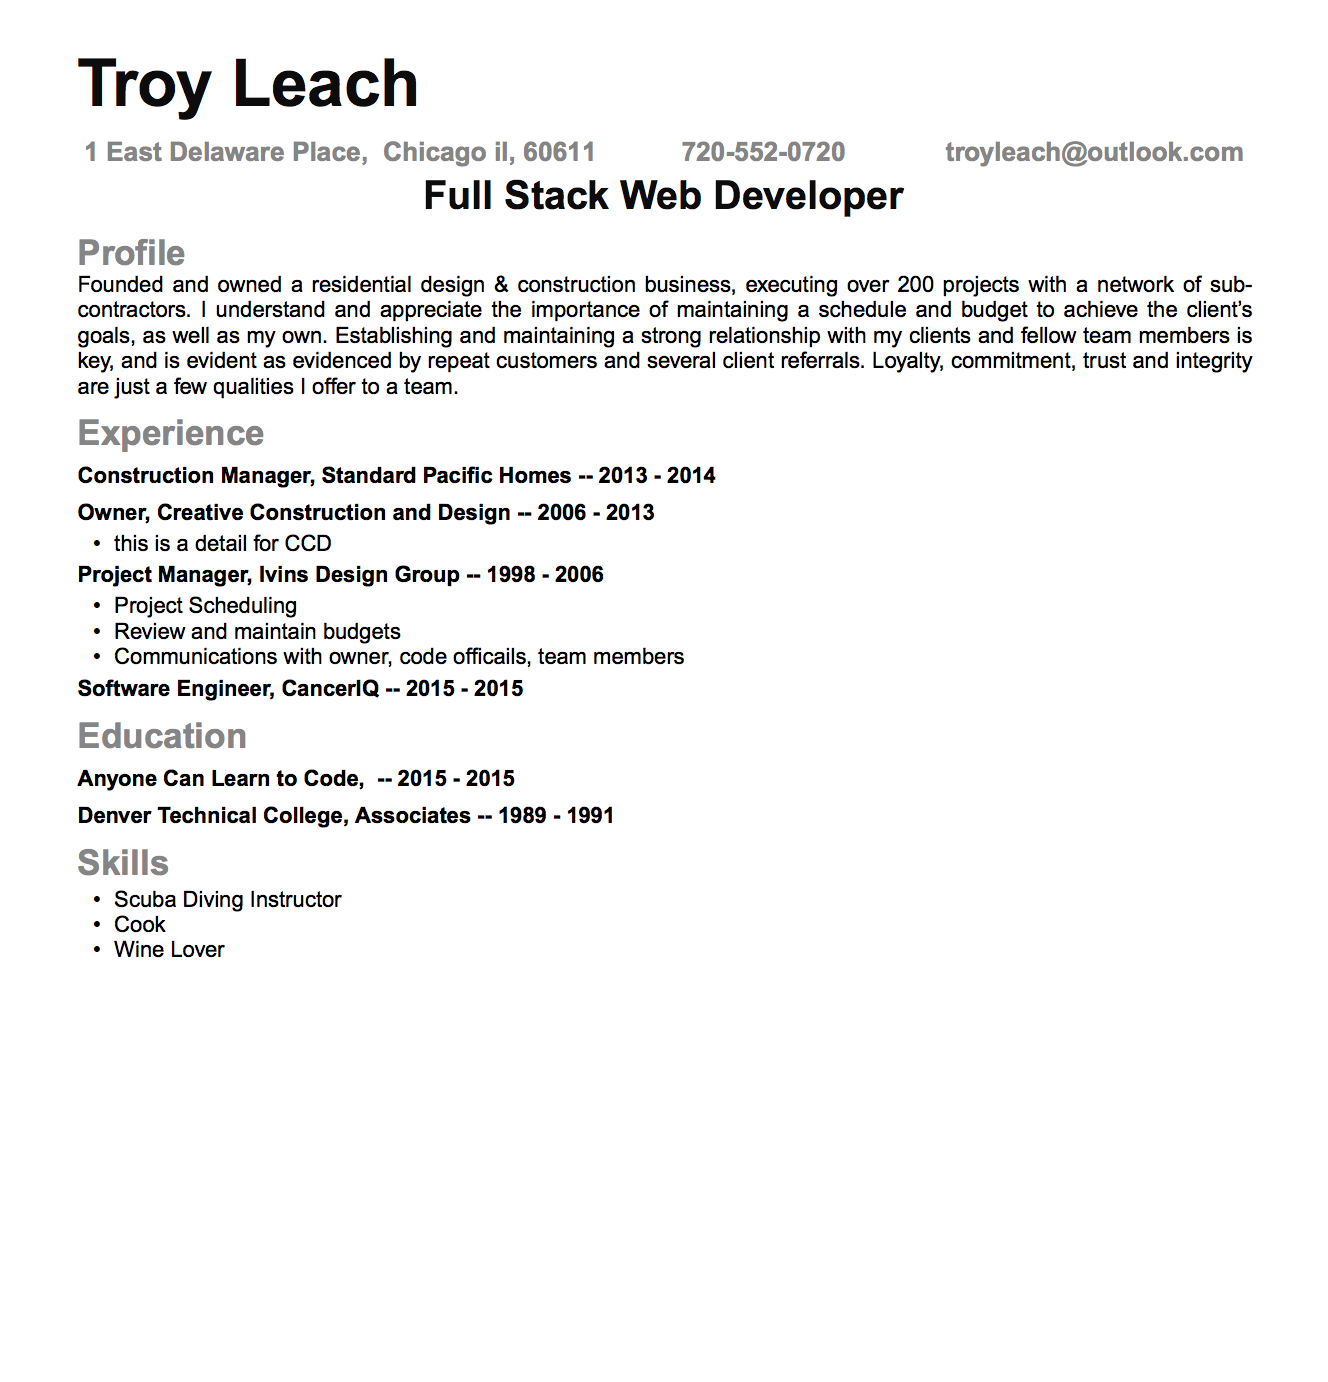 Troy Leach
1 East Delaware Place,  Chicago il, 60611 720-552-0720 troyleach@outlook.com
Full Stack Web Developer
Profile
Founded and owned a residential design & construction business, executing over 200 projects with a network of sub-
contractors. I understand and appreciate the importance of maintaining a schedule and budget to achieve the client’s
goals, as well as my own. Establishing and maintaining a strong relationship with my clients and fellow team members is
key, and is evident as evidenced by repeat customers and several client referrals. Loyalty, commitment, trust and integrity
are just a few qualities I offer to a team.
Experience
Construction Manager, Standard Pacific Homes -- 2013 - 2014
Owner, Creative Construction and Design -- 2006 - 2013
• this is a detail for CCD
Project Manager, Ivins Design Group -- 1998 - 2006
• Project Scheduling
• Review and maintain budgets
• Communications with owner, code officails, team members
Software Engineer, CancerIQ -- 2015 - 2015
Education
Anyone Can Learn to Code,  -- 2015 - 2015
Denver Technical College, Associates -- 1989 - 1991
Skills
• Scuba Diving Instructor
• Cook
• Wine Lover